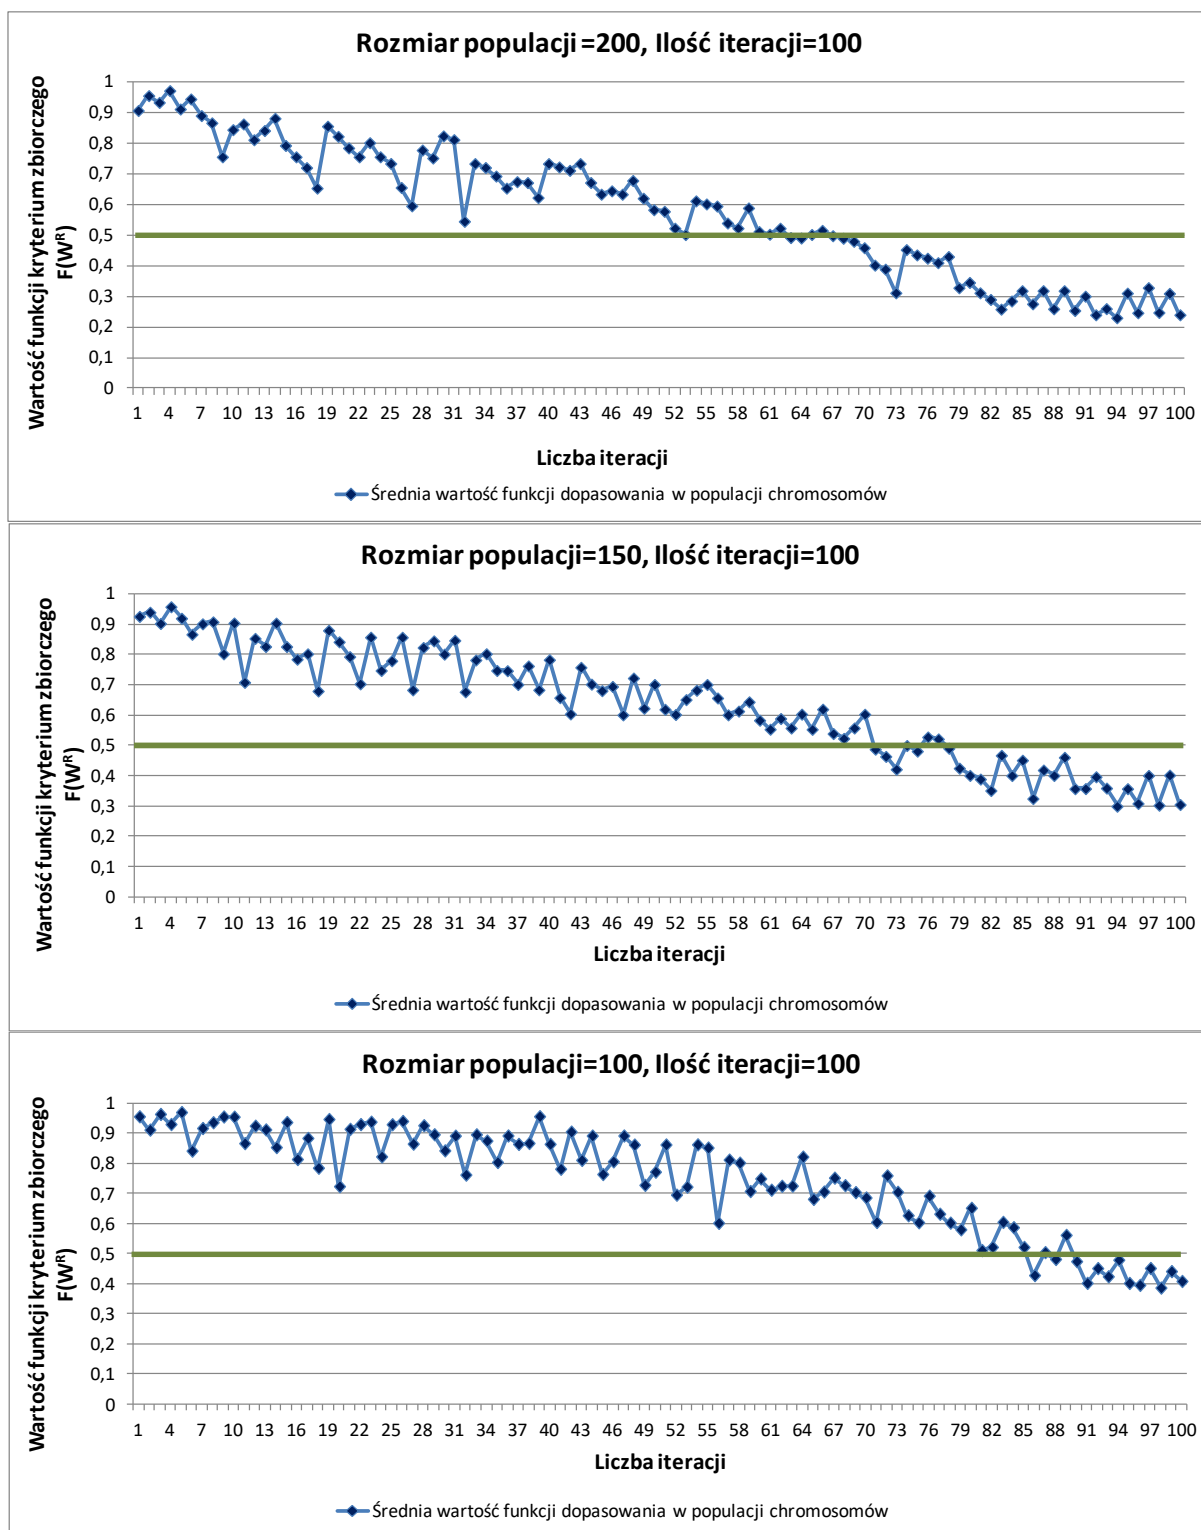 Rozmiar populacji =200, Ilość iteracji=100
Wartość funkcji kryterium zbiorczego
F(Wᴿ)
1
0,9
0,8
0,7
0,6
0,5
0,4
0,3
0,2
0,1
0
1 4 7 10 13 16 19 22 25 28 31 34 37 40 43 46 49 52 55 58 61 64 67 70 73 76 79 82 85 88 91 94 97 100
Liczba iteracji
Średnia wartość funkcji dopasowania w populacji chromosomów
Rozmiar populacji=150, Ilość iteracji=100
Wartość funkcji kryterium zbiorczego
F(Wᴿ)
1
0,9
0,8
0,7
0,6
0,5
0,4
0,3
0,2
0,1
0
1 4 7 10 13 16 19 22 25 28 31 34 37 40 43 46 49 52 55 58 61 64 67 70 73 76 79 82 85 88 91 94 97 100
Liczba iteracji
Średnia wartość funkcji dopasowania w populacji chromosomów
Rozmiar populacji=100, Ilość iteracji=100
Wartość funkcji kryterium zbiorczego
F(Wᴿ)
1
0,9
0,8
0,7
0,6
0,5
0,4
0,3
0,2
0,1
0
1 4 7 10 13 16 19 22 25 28 31 34 37 40 43 46 49 52 55 58 61 64 67 70 73 76 79 82 85 88 91 94 97 100
Liczba iteracji
Średnia wartość funkcji dopasowania w populacji chromosomów